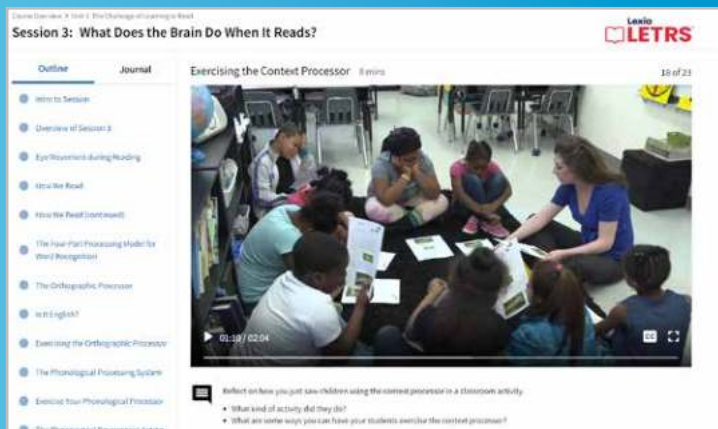 Course Overview > Unit 1: The Challenge of Learning to Read
Session 3: What Does the Brain Do When It Reads?
Lexia
LETRS
Outline
Journal
Exercising the Context Processor 8 mins
18 of 23
Intro to Session
Overview of Session 3
Eye Movement during Reading
How We Read
How We Read (continued)
The Four-Part Processing Model for
Word Recognition
The Orthographic Processor
Is It English?
Exercising the Orthographic Processor
The Phonological Processing System
Exercise Your Phonological Processor
01:10 / 02:04
CC
Reflect on how you just saw children using the context processor in a classroom activity.
• What kind of activity did they do?
• What are some ways you can have your students exercise the context processor?